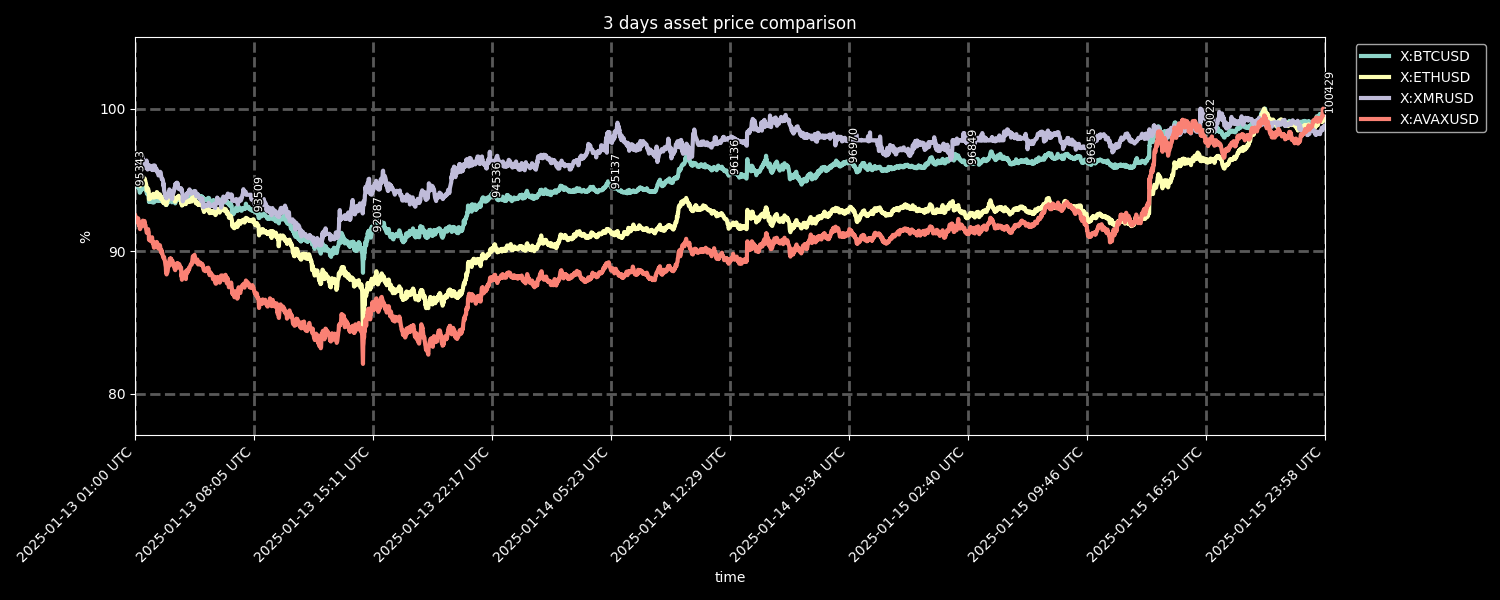 3 days asset price comparison
X:BTCUSD
X:ETHUSD
X:XMRUSD
X:AVAXUSD
%
100
90
80
95343
93509
92087
94536
95137
96136
96970
96849
96955
99022
100429
2025-01-13 01:00 UTC
2025-01-13 08:05 UTC
2025-01-13 15:11 UTC
2025-01-13 22:17 UTC
2025-01-14 05:23 UTC
2025-01-14 12:29 UTC
2025-01-14 19:34 UTC
2025-01-15 02:40 UTC
2025-01-15 09:46 UTC
2025-01-15 16:52 UTC
2025-01-15 23:58 UTC
time